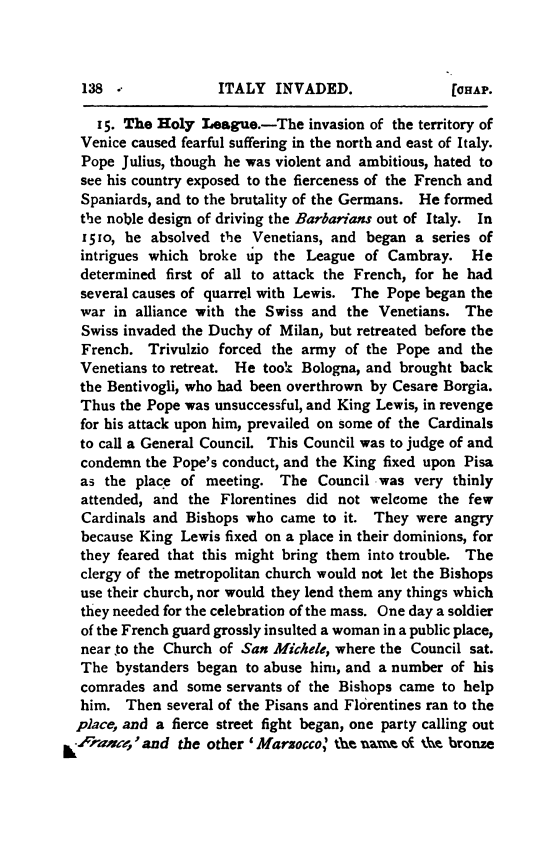 138 ITALY INVADED. [CHAP.
15. The Holy League.—The invasion of the territory of
Venice caused fearful suffering in the north and east of Italy.
Pope Julius, though he was violent and ambitious, hated to
see his country exposed to the fierceness of the French and
Spaniards, and to the brutality of the Germans. He formed
the noble design of driving the Barbarians out of Italy. In
1510, he absolved the Venetians, and began a series of
intrigues which broke up the League of Cambray. He
determined first of all to attack the French, for he had
several causes of quarrel with Lewis. The Pope began the
war in alliance with the Swiss and the Venetians. The
Swiss invaded the Duchy of Milan, but retreated before the
French. Trivulzio forced the army of the Pope and the
Venetians to retreat. He took Bologna, and brought back
the Bentivogli, who had been overthrown by Cesare Borgia.
Thus the Pope was unsuccessful, and King Lewis, in revenge
for his attack upon him, prevailed on some of the Cardinals
to call a General Council. This Council was to judge of and
condemn the Pope's conduct, and the King fixed upon Pisa
as the place of meeting. The Council was very thinly
attended, and the Florentines did not welcome the few
Cardinals and Bishops who came to it. They were angry
because King Lewis fixed on a place in their dominions, for
they feared that this might bring them into trouble. The
clergy of the metropolitan church would not let the Bishops
use their church, nor would they lend them any things which
they needed for the celebration of the mass. One day a soldier
of the French guard grossly insulted a woman in a public place,
near to the Church of San Michele, where the Council sat.
The bystanders began to abuse him, and a number of his
comrades and some servants of the Bishops came to help
him. Then several of the Pisans and Florentines ran to the
place, and a fierce street fight began, one party calling out
France,' and the other 'Marzocco,' the name of the bronze